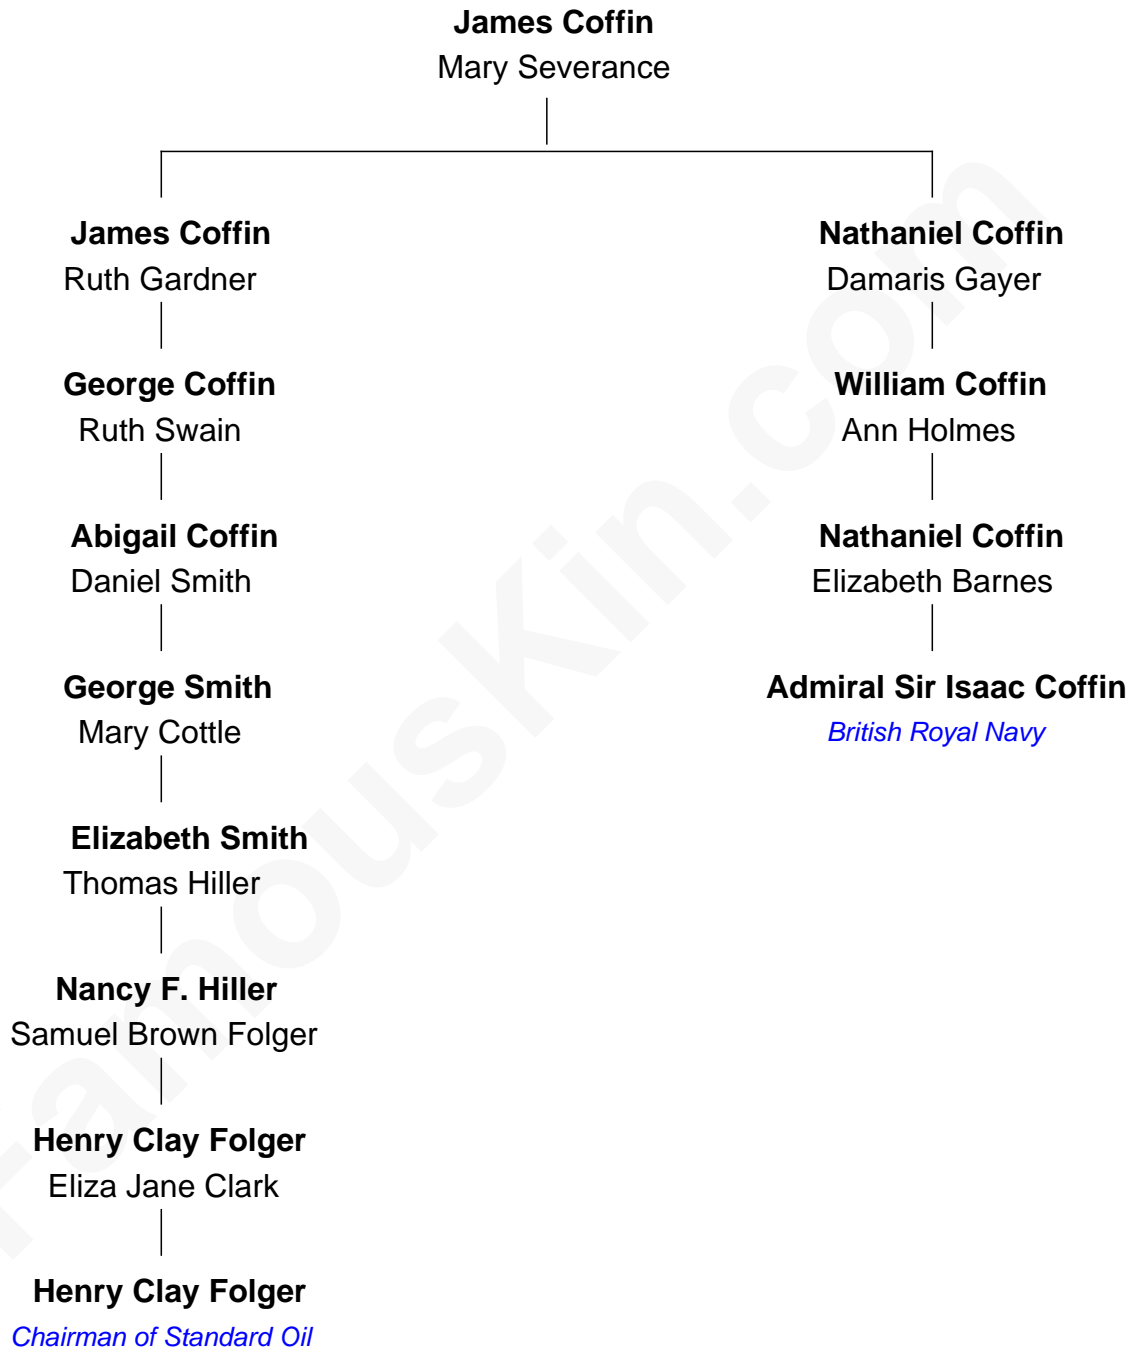 James Coffin
Mary Severance
James Coffin
Ruth Gardner
George Coffin
Ruth Swain
Abigail Coffin
Daniel Smith
George Smith
Mary Cottle
Elizabeth Smith
Thomas Hiller
Nancy F. Hiller
Samuel Brown Folger
Henry Clay Folger
Eliza Jane Clark
Henry Clay Folger
Chairman of Standard Oil
Nathaniel Coffin
Damaris Gayer
William Coffin
Ann Holmes
Nathaniel Coffin
Elizabeth Barnes
Admiral Sir Isaac Coffin
British Royal Navy
FamousKin.com